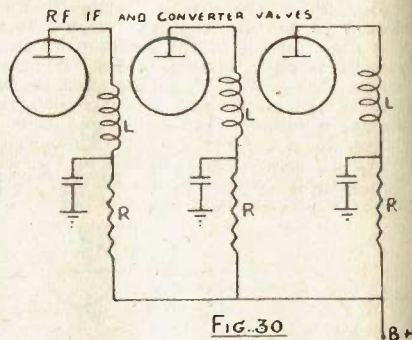 RF IF AND CONVERTER VALVES
L L L
R R R
FIG. 30
B+